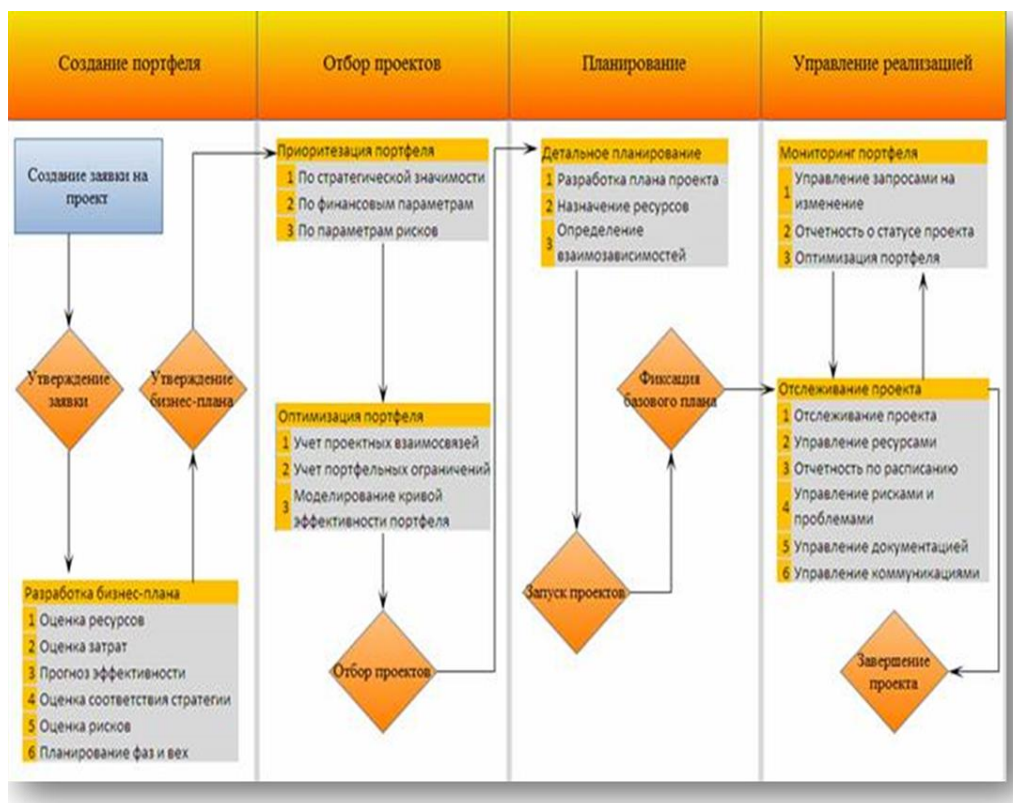 Создание портфеля
Отбор проектов
Планирование
Управление реализацией
Создание заявки на
проект
Утверждение
заявки
Утверждение
бизнес-плана
Разработка бизнес-плана
1 Оценка ресурсов
2 Оценка затрат
3 Прогноз эффективности
4 Оценка соответствия стратегии
5 Оценка рисков
6 Планирование фаз и вех
Приоритезация портфеля
1 По стратегической значимости
2 По финансовым параметрам
3 По параметрам рисков
Оптимизация портфеля
1 Учет проектных взаимосвязей
2 Учет портфельных ограничений
3 Моделирование кривой
эффективности портфеля
Отбор проектов
Детальное планирование
1 Разработка плана проекта
2 Назначение ресурсов
3 Определение
взаимозависимостей
Запуск проектов
Фиксация
базового плана
Мониторинг портфеля
1 Управление запросами на
изменение
2 Отчетность о статусе проекта
3 Оптимизация портфеля
Отслеживание проекта
1 Отслеживание проекта
2 Управление ресурсами
3 Отчетность по расписанию
4 Управление рисками и
проблемами
5 Управление документацией
6 Управление коммуникациями
Завершение
проекта